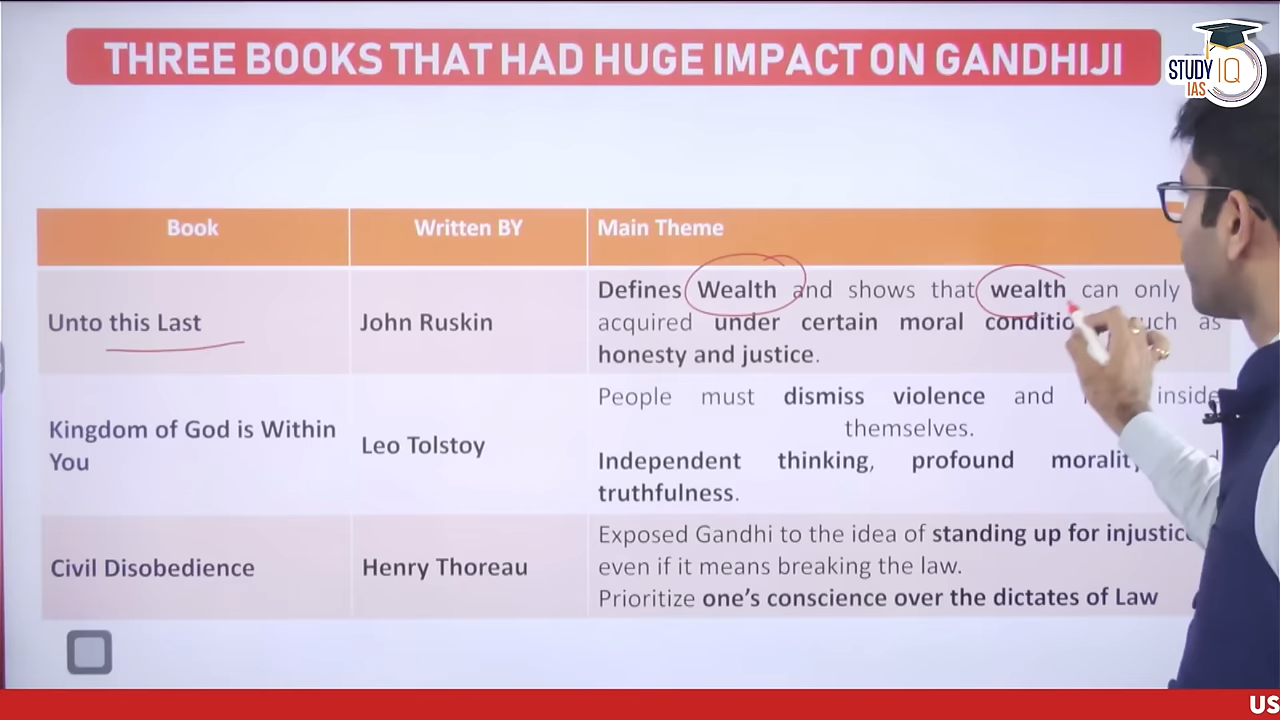 THREE BOOKS THAT HAD HUGE IMPACT ON GANDHIJI
STUDY IQ
IAS
Book
Written BY
Main Theme
Unto this Last
John Ruskin
Defines Wealth and shows that wealth can only
acquired under certain moral such as
honesty and justice.
Kingdom of God is Within
You
Leo Tolstoy
People must dismiss violence and inside
themselves.
Independent thinking, profound morality,
truthfulness.
Civil Disobedience
Henry Thoreau
Exposed Gandhi to the idea of standing up for
even if it means breaking the law.
Prioritize one's conscience over the dictates of Law
US